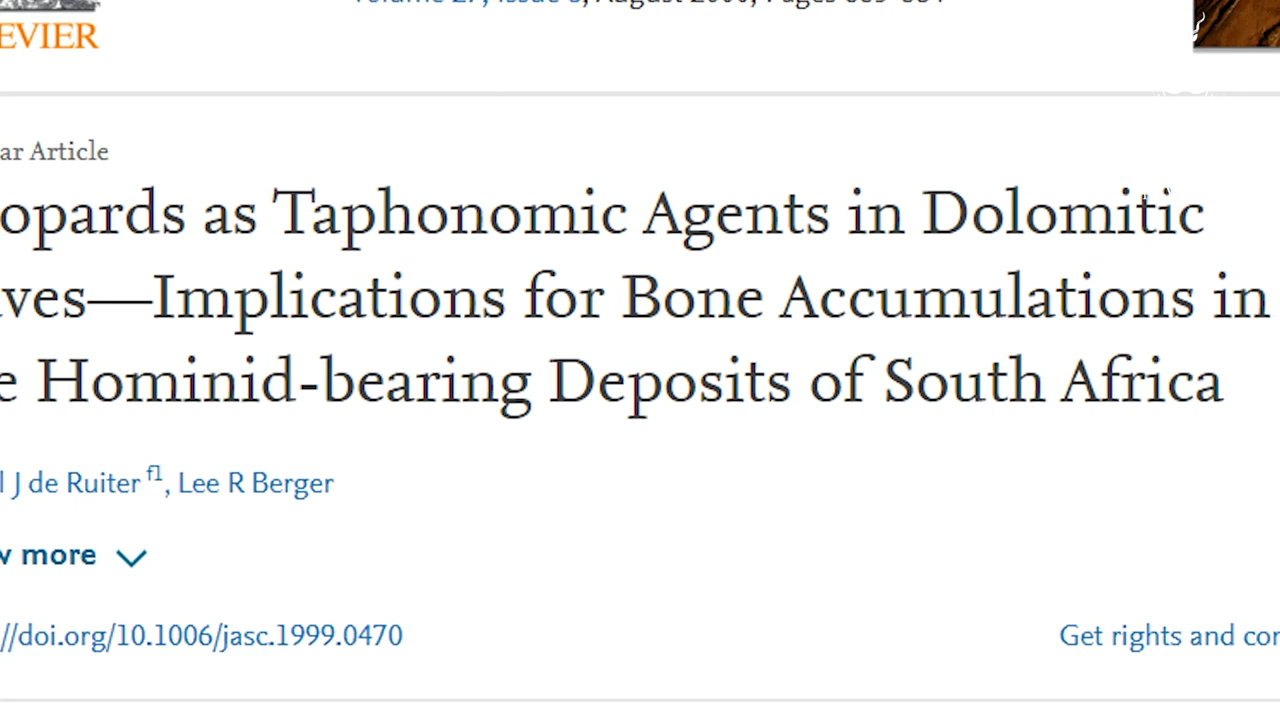 EVIER
ar Article
opards as Taphonomic Agents in Dolomitic
ves—Implications for Bone Accumulations in
e Hominid-bearing Deposits of South Africa
l J de Ruiter f1, Lee R Berger
w more
//doi.org/10.1006/jasc.1999.0470
Get rights and cor